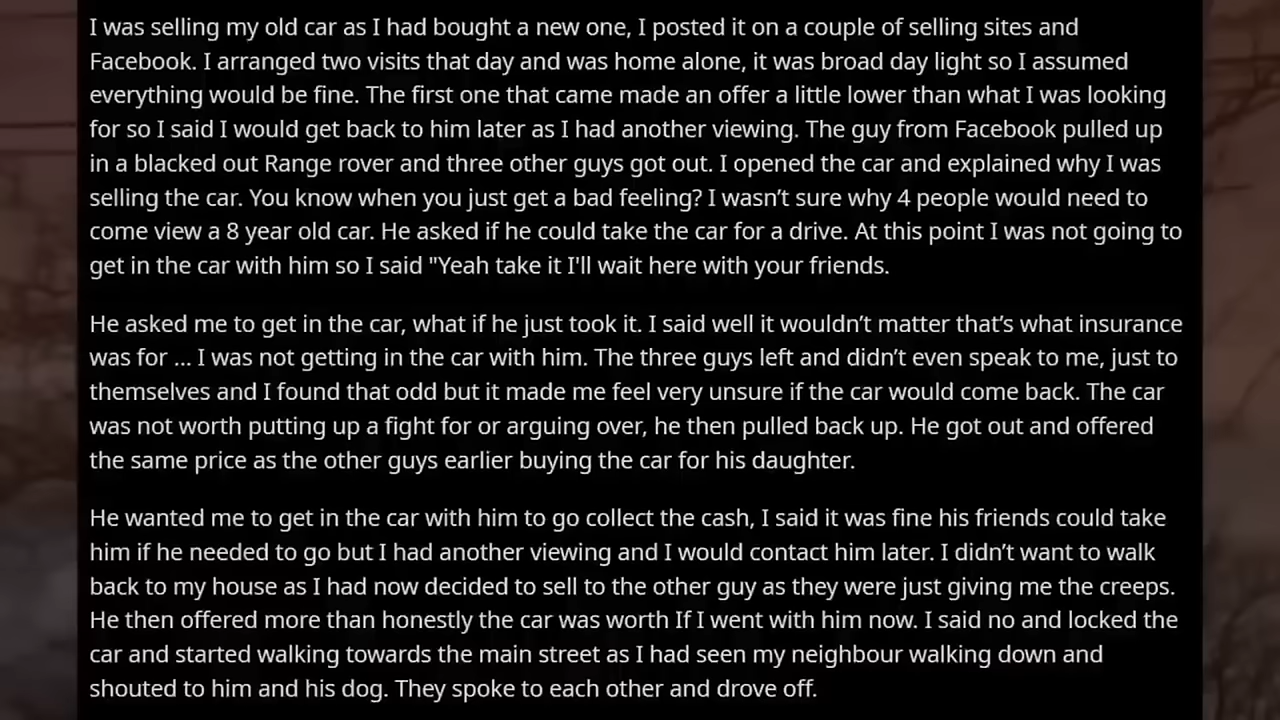 I was selling my old car as I had bought a new one, I posted it on a couple of selling sites and
Facebook. I arranged two visits that day and was home alone, it was broad day light so I assumed
everything would be fine. The first one that came made an offer a little lower than what I was looking
for so I said I would get back to him later as I had another viewing. The guy from Facebook pulled up
in a blacked out Range rover and three other guys got out. I opened the car and explained why I was
selling the car. You know when you just get a bad feeling? I wasn’t sure why 4 people would need to
come view a 8 year old car. He asked if he could take the car for a drive. At this point I was not going to
get in the car with him so I said "Yeah take it I'll wait here with your friends.
He asked me to get in the car, what if he just took it. I said well it wouldn’t matter that’s what insurance
was for ... I was not getting in the car with him. The three guys left and didn’t even speak to me, just to
themselves and I found that odd but it made me feel very unsure if the car would come back. The car
was not worth putting up a fight for or arguing over, he then pulled back up. He got out and offered
the same price as the other guys earlier buying the car for his daughter.
He wanted me to get in the car with him to go collect the cash, I said it was fine his friends could take
him if he needed to go but I had another viewing and I would contact him later. I didn’t want to walk
back to my house as I had now decided to sell to the other guy as they were just giving me the creeps.
He then offered more than honestly the car was worth If I went with him now. I said no and locked the
car and started walking towards the main street as I had seen my neighbour walking down and
shouted to him and his dog. They spoke to each other and drove off.